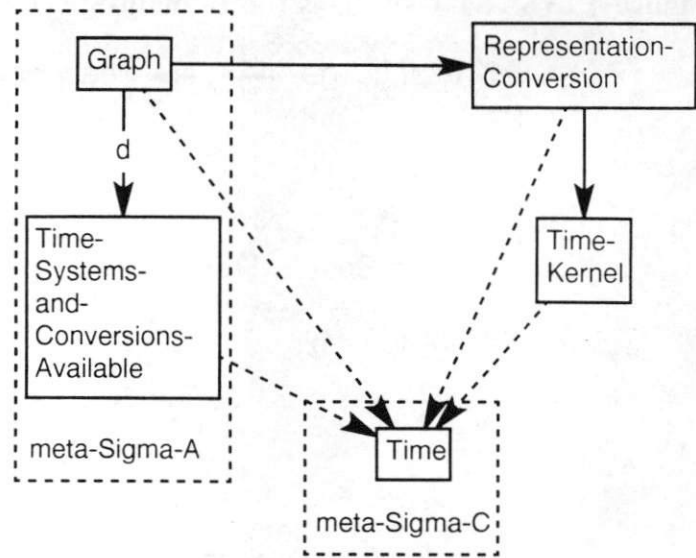 Graph
Representation-
Conversion
d
Time-
Systems-
and-
Conversions-
Available
Time-
Kernel
meta-Sigma-A
Time
meta-Sigma-C